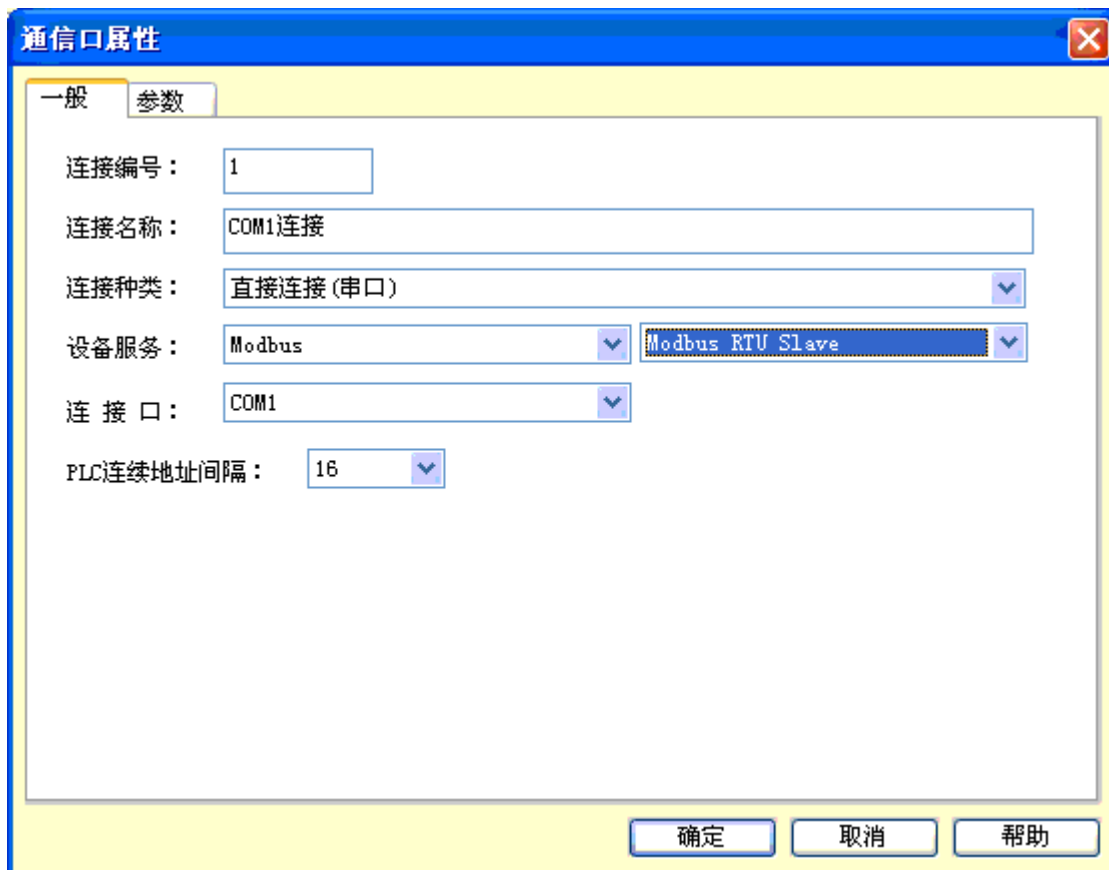 通信口属性
一般 参数
连接编号： 1
连接名称： COM1连接
连接种类： 直接连接(串口)
设备服务： Modbus Modbus RTU Slave
连 接 口： COM1
PLC连续地址间隔： 16
确定 取消 帮助